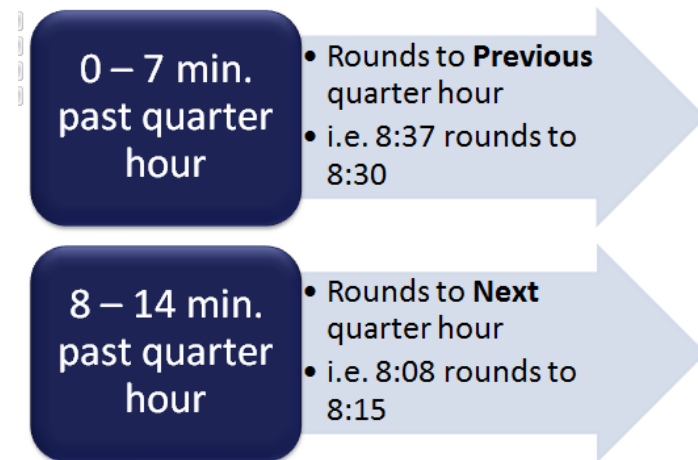 0 – 7 min.
past quarter
hour
• Rounds to Previous
quarter hour
• i.e. 8:37 rounds to
8:30
8 – 14 min.
past quarter
hour
• Rounds to Next
quarter hour
• i.e. 8:08 rounds to
8:15